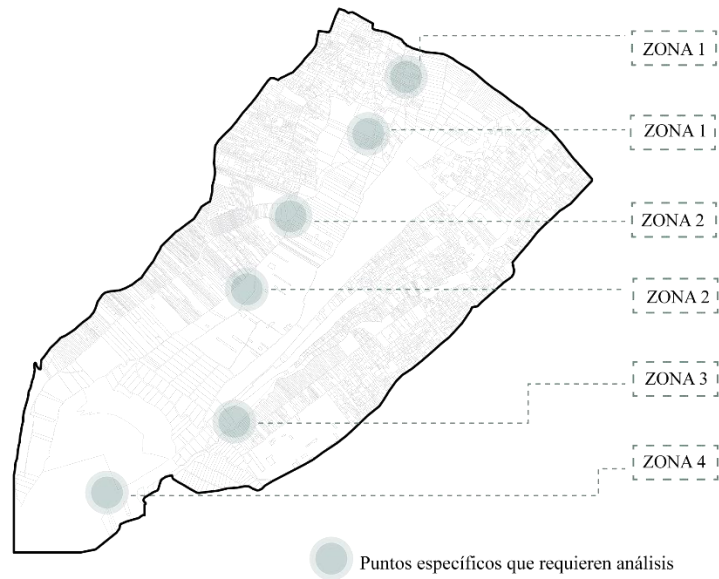 ZONA 1
ZONA 1
ZONA 2
ZONA 2
ZONA 3
ZONA 4
Puntos específicos que requieren análisis